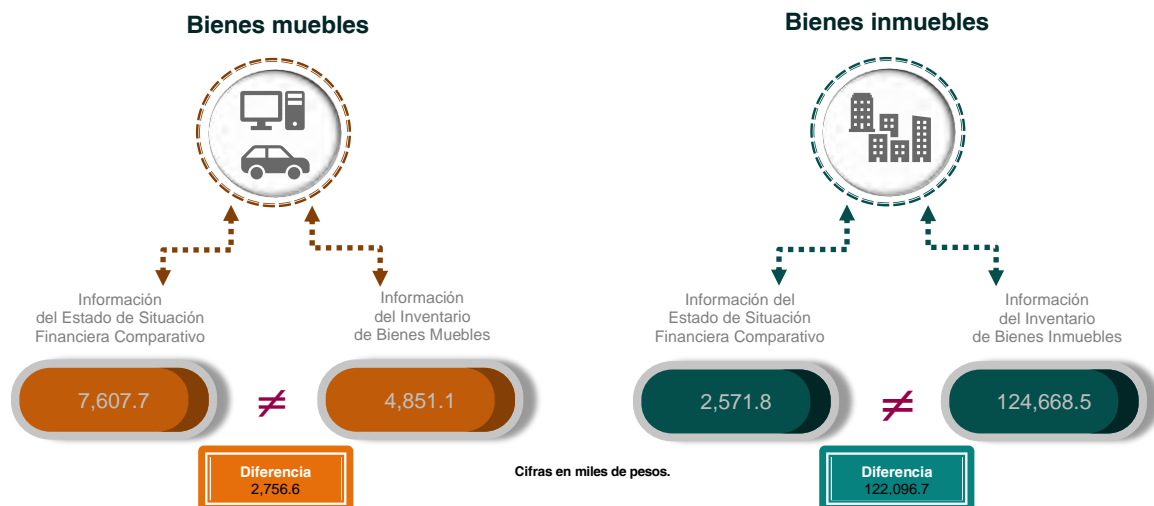 Bienes muebles
Información
del Estado de Situación
Financiera Comparativo
Información
del Inventario
de Bienes Muebles
7,607.7
≠
4,851.1
Diferencia
2,756.6
Cifras en miles de pesos.
Bienes inmuebles
Información del
Estado de Situación
Financiera Comparativo
Información
del Inventario
de Bienes Inmuebles
2,571.8
≠
124,668.5
Diferencia
122,096.7